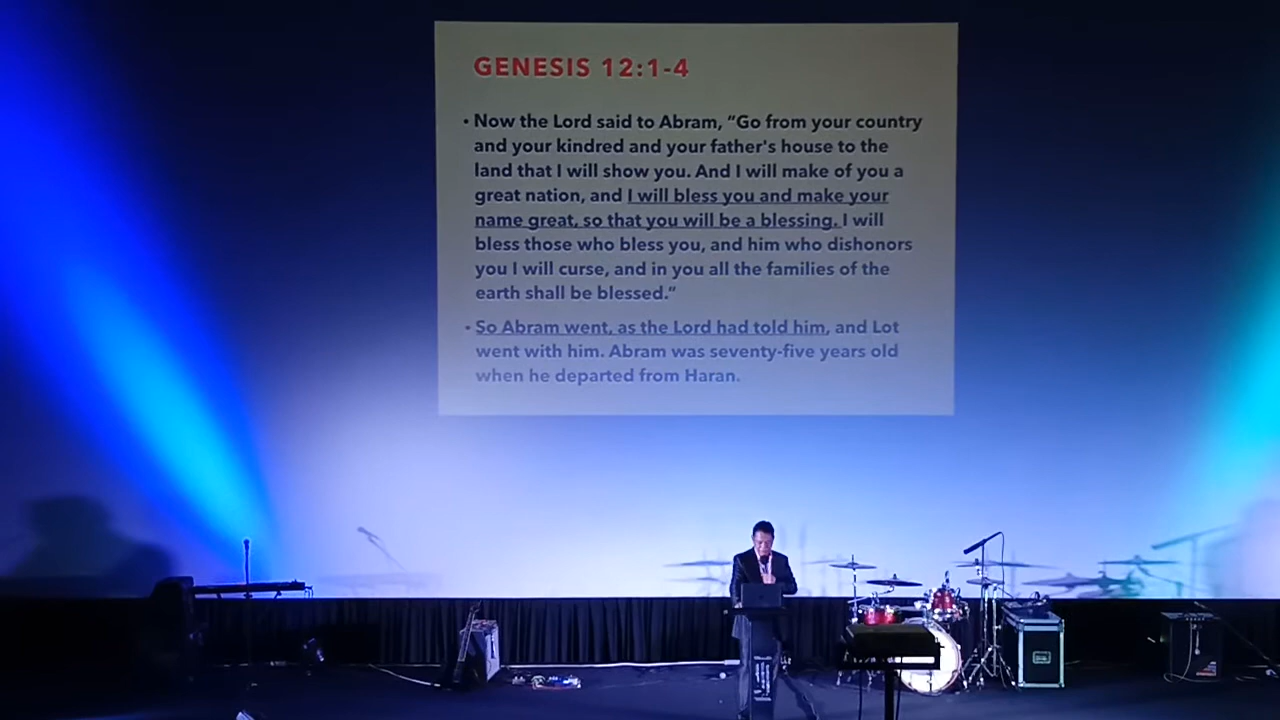 GENESIS 12:1-4
• Now the Lord said to Abram, “Go from your country
and your kindred and your father's house to the
land that I will show you. And I will make of you a
great nation, and I will bless you and make your
name great, so that you will be a blessing. I will
bless those who bless you, and him who dishonors
you I will curse, and in you all the families of the
earth shall be blessed.”
• So Abram went, as the Lord had told him, and Lot
went with him. Abram was seventy-five years old
when he departed from Haran.